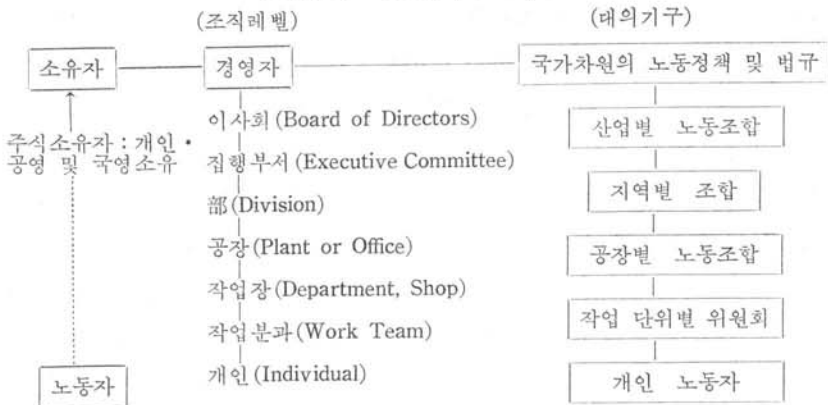 (조직레벨) (대의기구)
소유자 경영자 국가차원의 노동정책 및 법규
이사회 (Board of Directors)
산업별 노동조합
주식소유자 : 개인 ·
공영 및 국영소유
집행부서 (Executive Committee)
지역별 조합
部 (Division)
공장 (Plant or Office)
공장별 노동조합
작업장 (Department, Shop)
작업 단위별 위원회
작업분과 (Work Team)
개인 (Individual)
노동자
개인 노동자